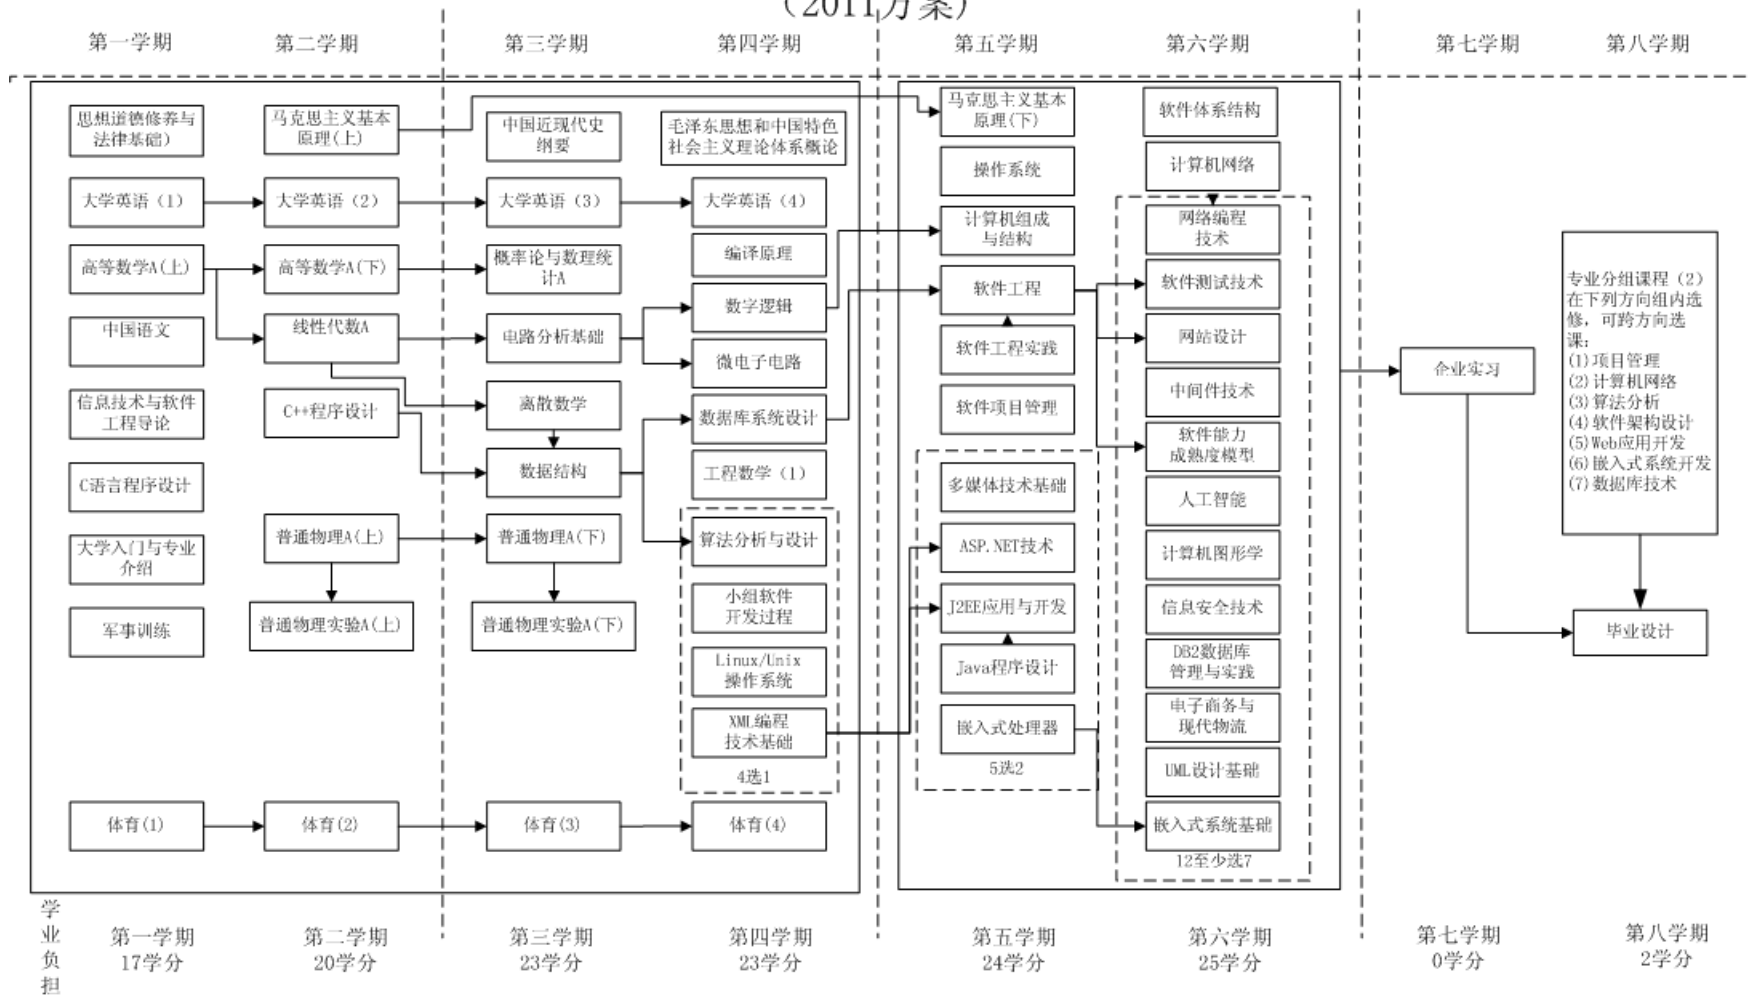 (2011方案)
第一学期
第二学期
第三学期
第四学期
第五学期
第六学期
第七学期
第八学期
思想道德修养与
法律基础）
大学英语（1）
高等数学A(上)
中国语文
信息技术与软件
工程导论
C语言程序设计
大学入门与专业
介绍
军事训练
体育(1)
马克思主义基本
原理(上)
大学英语（2）
高等数学A(下)
线性代数A
C++程序设计
普通物理A(上)
普通物理实验A(上)
体育(2)
中国近现代史
纲要
大学英语（3）
概率论与数理统
计A
电路分析基础
离散数学
数据结构
普通物理A(下)
普通物理实验A(下)
体育(3)
毛泽东思想和中国特色
社会主义理论体系概论
大学英语（4）
编译原理
数字逻辑
微电子电路
数据库系统设计
工程数学（1）
算法分析与设计
小组软件
开发过程
Linux/Unix
操作系统
XML编程
技术基础
4选1
体育(4)
马克思主义基本
原理(下)
操作系统
计算机组成
与结构
软件工程
软件工程实践
软件项目管理
多媒体技术基础
ASP.NET技术
J2EE应用与开发
Java程序设计
嵌入式处理器
5选2
软件体系结构
计算机网络
网络编程
技术
软件测试技术
网站设计
中间件技术
软件能力
成熟度模型
人工智能
计算机图形学
信息安全技术
DB2数据库
管理与实践
电子商务与
现代物流
UML设计基础
嵌入式系统基础
12至少选7
企业实习
专业分组课程（2）
在下列方向组内选
修，可跨方向选
课：
(1)项目管理
(2)计算机网络
(3)算法分析
(4)软件架构设计
(5)Web应用开发
(6)嵌入式系统开发
(7)数据库技术
毕业设计
学
业
负
担
第一学期
17学分
第二学期
20学分
第三学期
23学分
第四学期
23学分
第五学期
24学分
第六学期
25学分
第七学期
0学分
第八学期
2学分